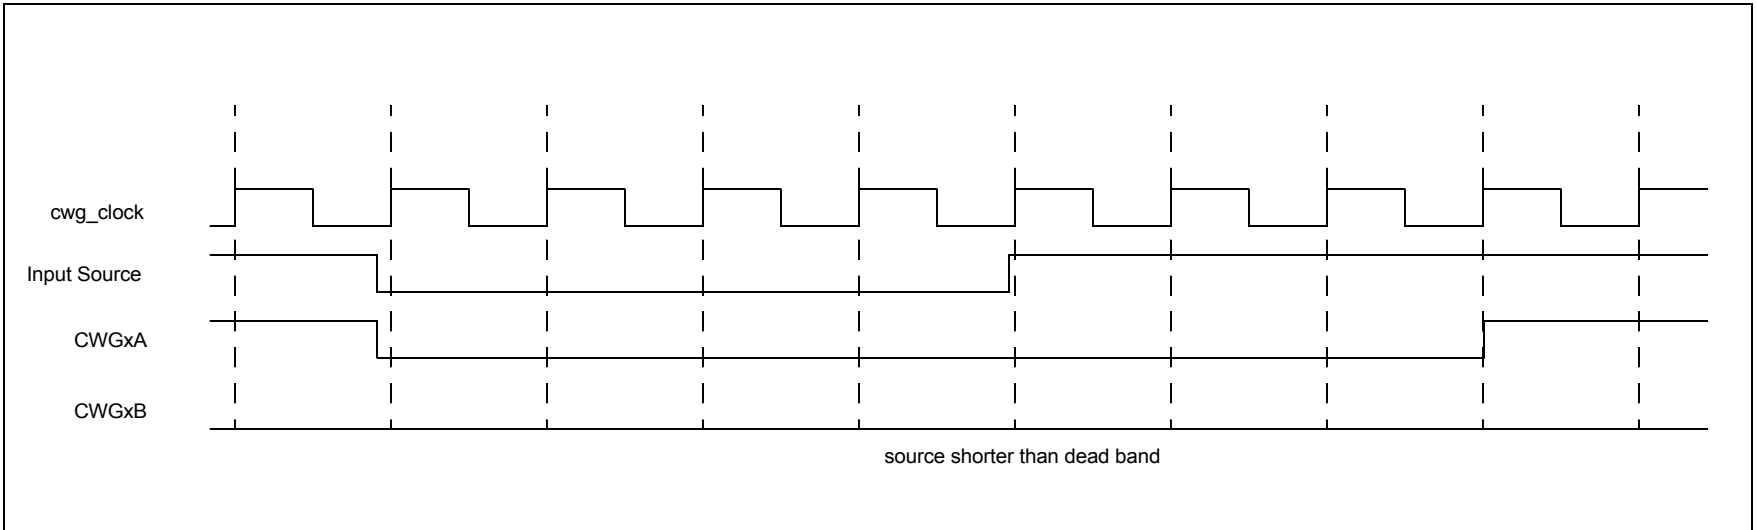 cwg_clock
Input Source
CWGxA
CWGxB
source shorter than dead band